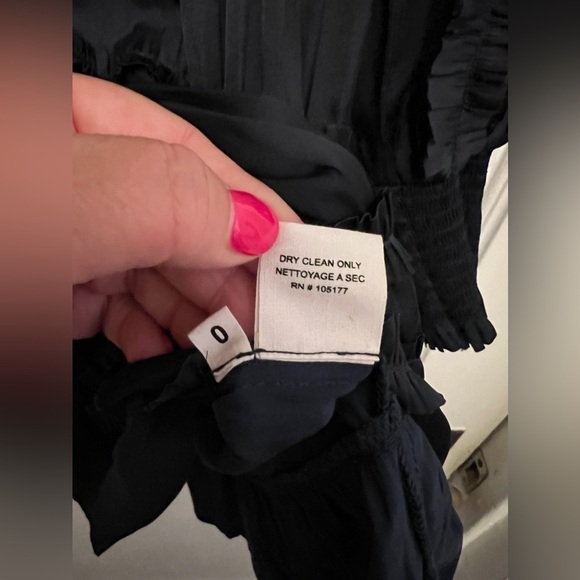 DRY CLEAN ONLY
NETTOYAGE A SEC
RN # 105177
0